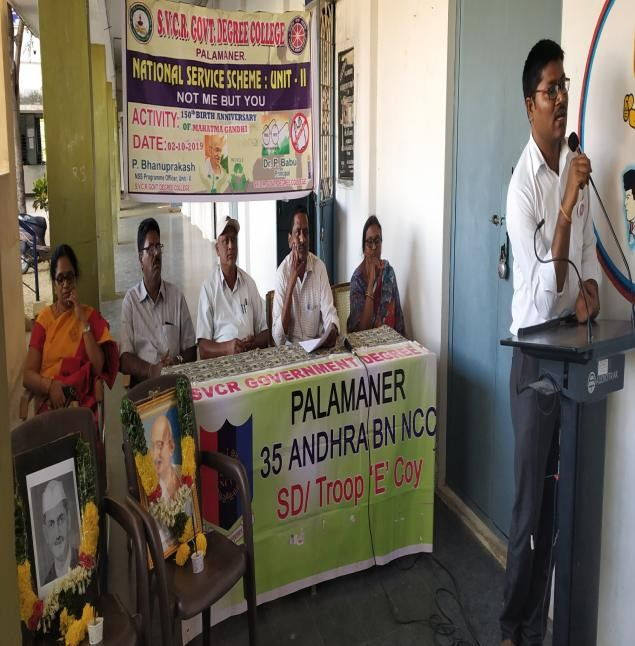 S.V.C.R. GOVT. DEGREE COLLEGE
PALAMANER.
NATIONAL SERVICE SCHEME : UNIT - II
NOT ME BUT YOU
ACTIVITY: 150th BIRTH ANNIVERSARY
OF MAHATMA GANDHI
DATE:02-10-2019
P. Bhanuprakash
NSS Programme Officer, Unit - II
S.V.C.R. GOVT DEGREE COLLEGE
Dr. P. Babu
Principal
SVCR GOVERNMENT DEGREE
PALAMANER
35 ANDHRA BN NCC
SD/ Troop 'E' Coy